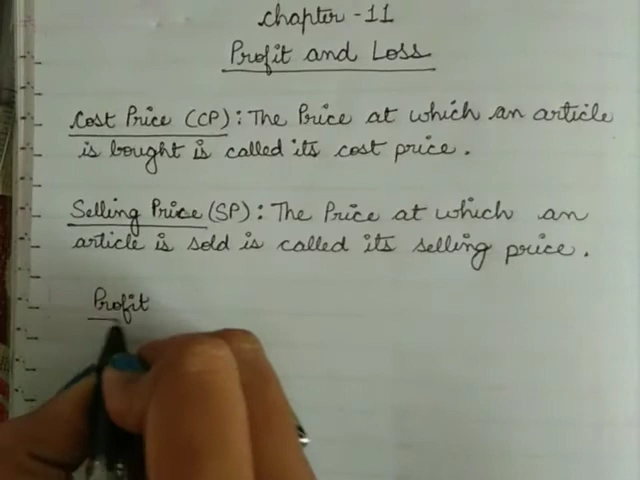 Chapter - 11
Profit and Loss
Cost Price (CP): The Price at which an article
is bought is called its cost price.
Selling Price (SP): The Price at which an
article is sold is called its selling price.
Profit